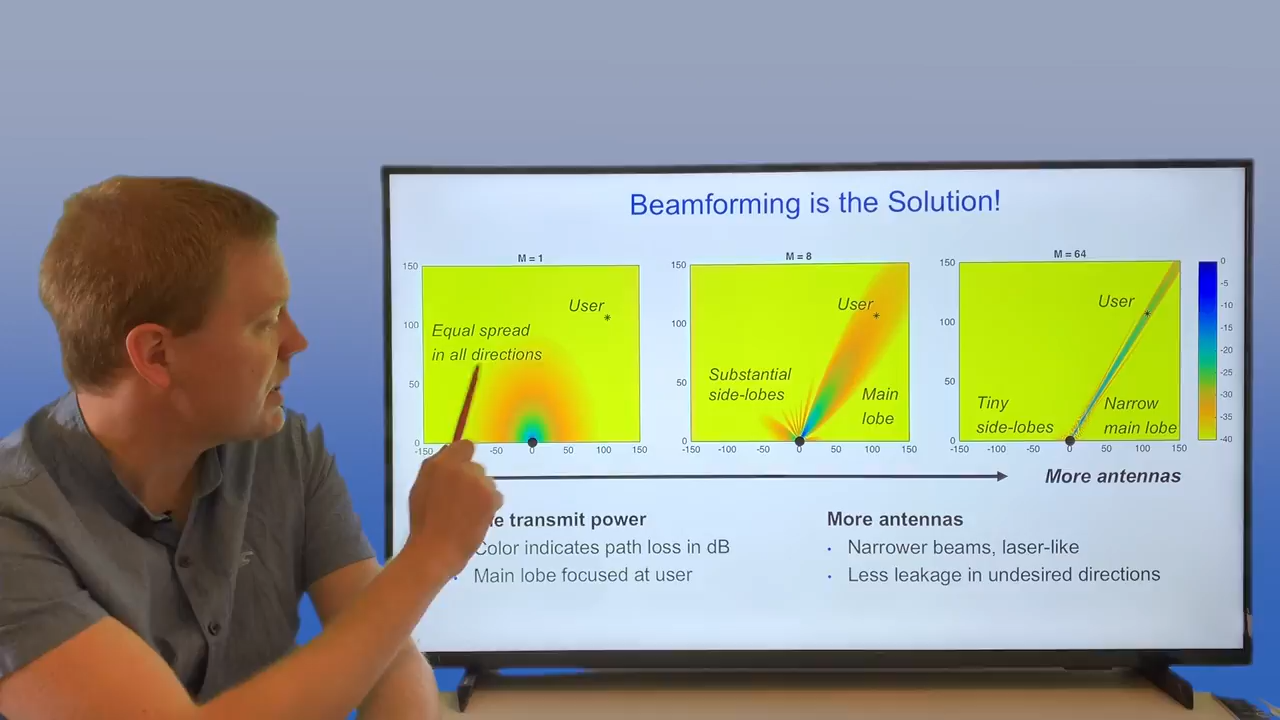 Beamforming is the Solution!
M = 1
150
100
50
0
-150
-50
0
50
100
150
User
Equal spread
in all directions
M = 8
150
100
50
0
-150
-100
-50
0
50
100
150
User
Substantial
side-lobes
Main
lobe
M = 64
150
100
50
0
-150
-100
-50
0
50
100
150
User
Tiny
side-lobes
Narrow
main lobe
0
-5
-10
-15
-20
-25
-30
-35
-40
More antennas
transmit power
Color indicates path loss in dB
• Main lobe focused at user
More antennas
• Narrower beams, laser-like
• Less leakage in undesired directions